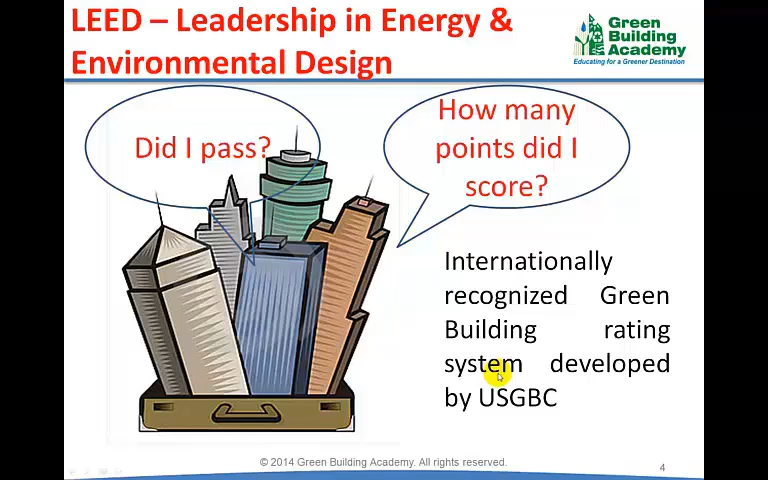 LEED – Leadership in Energy &
Environmental Design
Green
Building
Academy
Educating for a Greener Destination
Did I pass?
How many
points did I
score?
Internationally
recognized Green
Building rating
system developed
by USGBC
© 2014 Green Building Academy. All rights reserved.
4